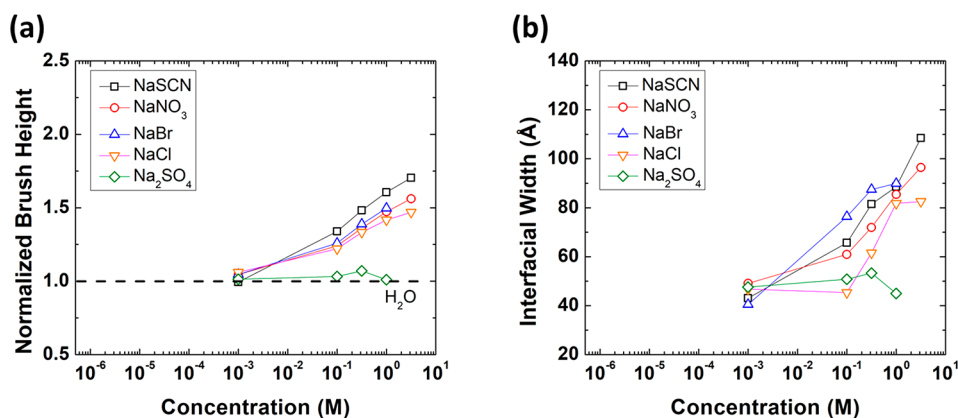 (a)
Normalized Brush Height
2.5
2.0
1.5
1.0
0.5
NaSCN
NaNO₃
NaBr
NaCl
Na₂SO₄
H₂O
10⁻⁶ 10⁻⁵ 10⁻⁴ 10⁻³ 10⁻² 10⁻¹ 10⁰ 10¹
Concentration (M)
(b)
Interfacial Width (Å)
140
120
100
80
60
40
20
NaSCN
NaNO₃
NaBr
NaCl
Na₂SO₄
10⁻⁶ 10⁻⁵ 10⁻⁴ 10⁻³ 10⁻² 10⁻¹ 10⁰ 10¹
Concentration (M)